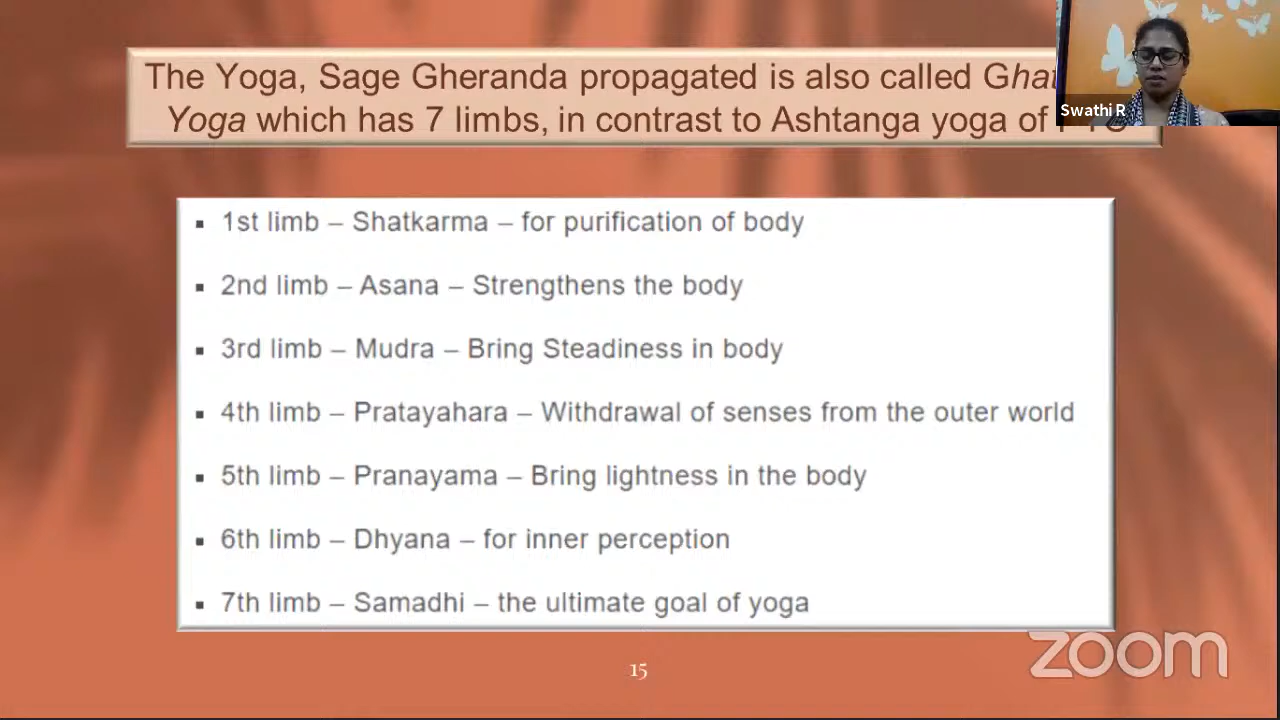 The Yoga, Sage Gheranda propagated is also called
Yoga which has 7 limbs, in contrast to Ashtanga yoga of
Swathi R
▪ 1st limb – Shatkarma – for purification of body
▪ 2nd limb – Asana – Strengthens the body
▪ 3rd limb – Mudra – Bring Steadiness in body
▪ 4th limb – Pratayahara – Withdrawal of senses from the outer world
▪ 5th limb – Pranayama – Bring lightness in the body
▪ 6th limb – Dhyana – for inner perception
▪ 7th limb – Samadhi – the ultimate goal of yoga
zoom
15